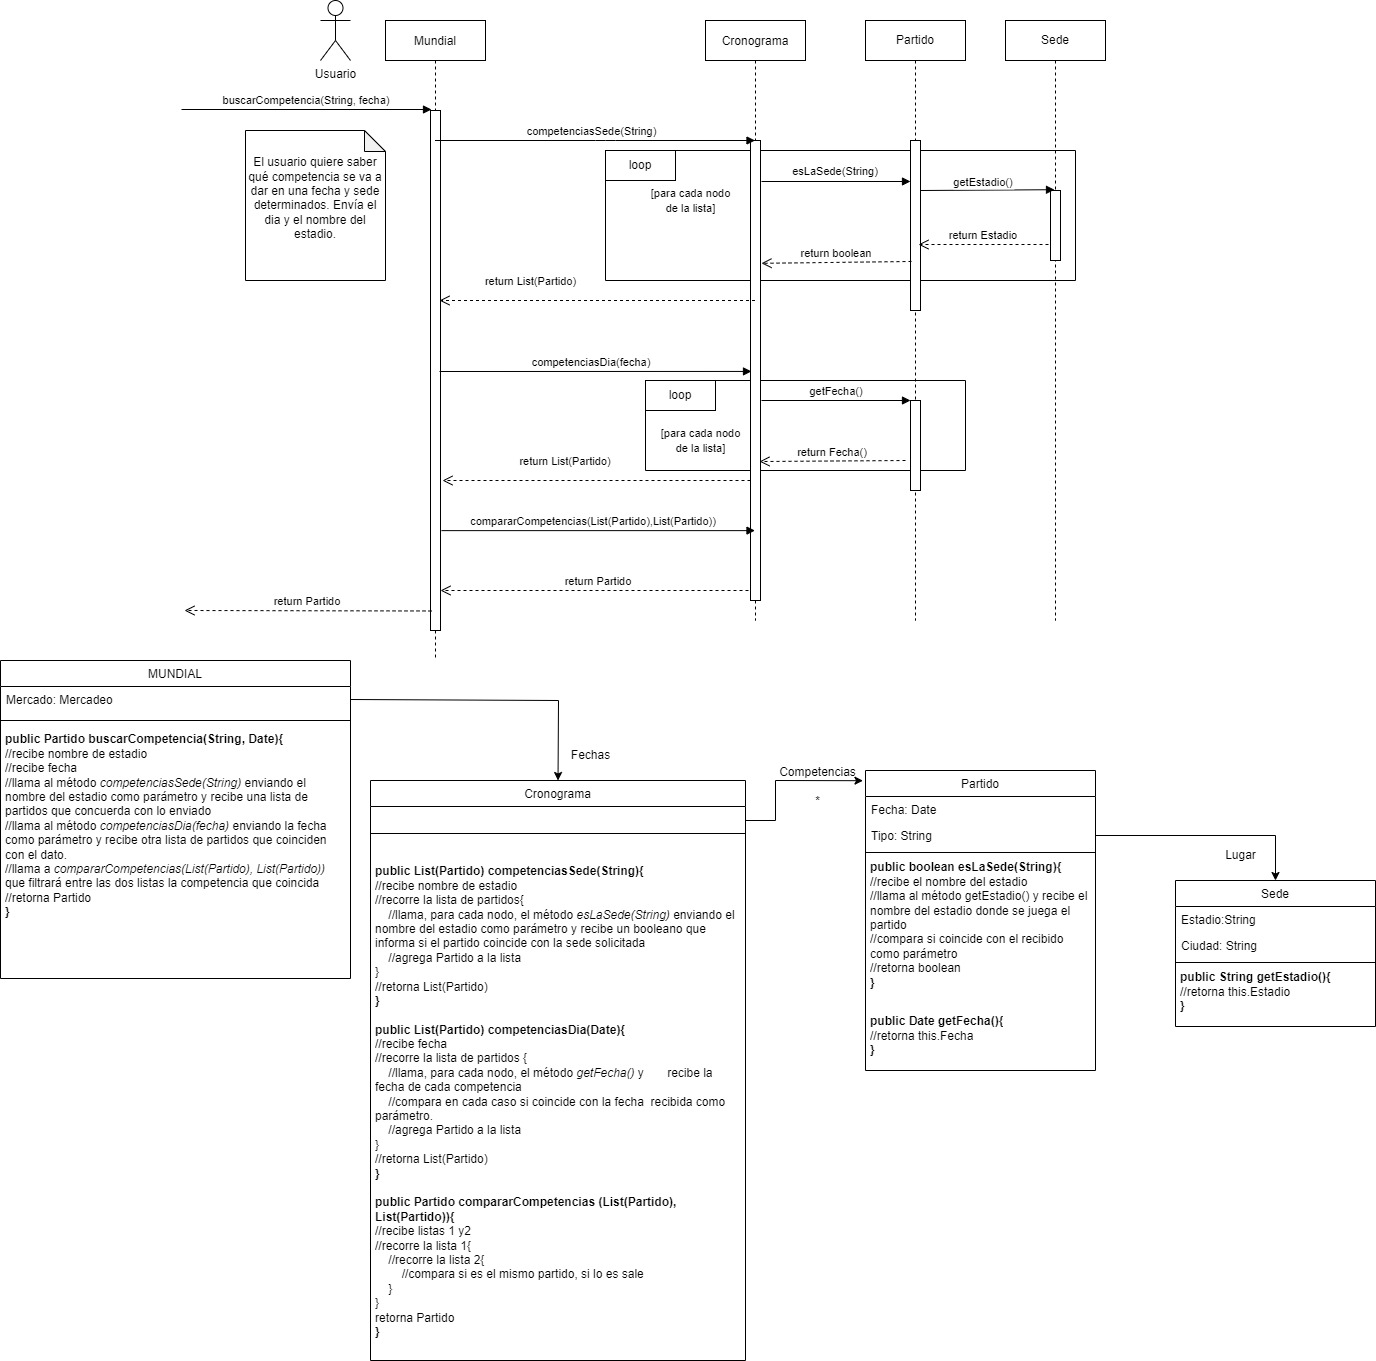 Usuario
Mundial
Cronograma
Partido
Sede
buscarCompetencia(String, fecha)
El usuario quiere saber
qué competencia se va a
dar en una fecha y sede
determinados. Envía el
dia y el nombre del
estadio.
competenciasSede(String)
loop
[para cada nodo
de la lista]
esLaSede(String)
getEstadio()
return Estadio
return boolean
return List(Partido)
competenciasDia(fecha)
loop
getFecha()
[para cada nodo
de la lista]
return Fecha()
return List(Partido)
compararCompetencias(List(Partido),List(Partido))
return Partido
return Partido
MUNDIAL
Mercado: Mercadeo
public Partido buscarCompetencia(String, Date){
//recibe nombre de estadio
//recibe fecha
//llama al método competenciasSede(String) enviando el
nombre del estadio como parámetro y recibe una lista de
partidos que concuerda con lo enviado
//llama al método competenciasDia(fecha) enviando la fecha
como parámetro y recibe otra lista de partidos que coinciden
con el dato.
//llama a compararCompetencias(List(Partido), List(Partido))
que filtrará entre las dos listas la competencia que coincida
//retorna Partido
}
Fechas
Cronograma
public List(Partido) competenciasSede(String){
//recibe nombre de estadio
//recorre la lista de partidos{
//llama, para cada nodo, el método esLaSede(String) enviando el
nombre del estadio como parámetro y recibe un booleano que
informa si el partido coincide con la sede solicitada
//agrega Partido a la lista
}
//retorna List(Partido)
}
public List(Partido) competenciasDia(Date){
//recibe fecha
//recorre la lista de partidos {
//llama, para cada nodo, el método getFecha() y recibe la
fecha de cada competencia
//compara en cada caso si coincide con la fecha recibida como
parámetro.
//agrega Partido a la lista
}
//retorna List(Partido)
}
public Partido compararCompetencias (List(Partido),
List(Partido)){
//recibe listas 1 y2
//recorre la lista 1{
//recorre la lista 2{
//compara si es el mismo partido, si lo es sale
}
}
retorna Partido
}
Competencias
*
Partido
Fecha: Date
Tipo: String
public boolean esLaSede(String){
//recibe el nombre del estadio
//llama al método getEstadio() y recibe el
nombre del estadio donde se juega el
partido
//compara si coincide con el recibido
como parámetro
//retorna boolean
}
public Date getFecha(){
//retorna this.Fecha
}
Lugar
Sede
Estadio:String
Ciudad: String
public String getEstadio(){
//retorna this.Estadio
}